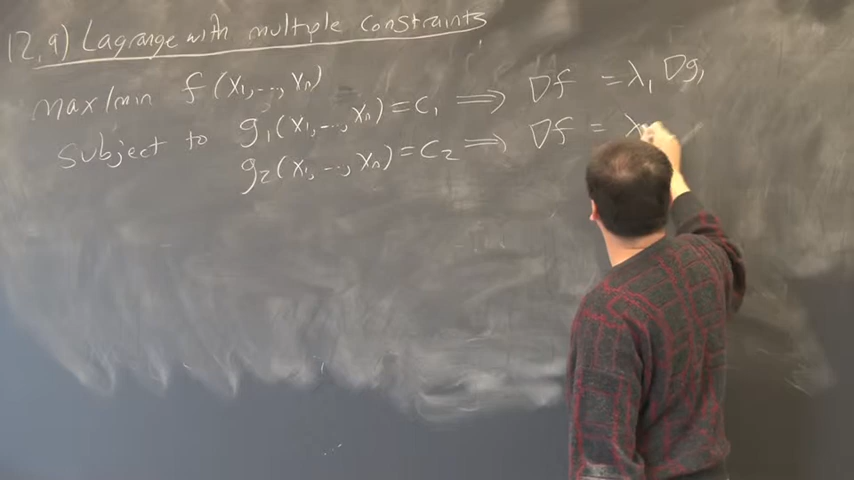 12.9) Lagrange with multiple constraints
max/min f(x₁,...,xₙ)
subject to g₁(x₁,...,xₙ)=c₁ ⟹ ∇f = λ₁∇g₁
g₂(x₁,...,xₙ)=c₂ ⟹ ∇f = λ